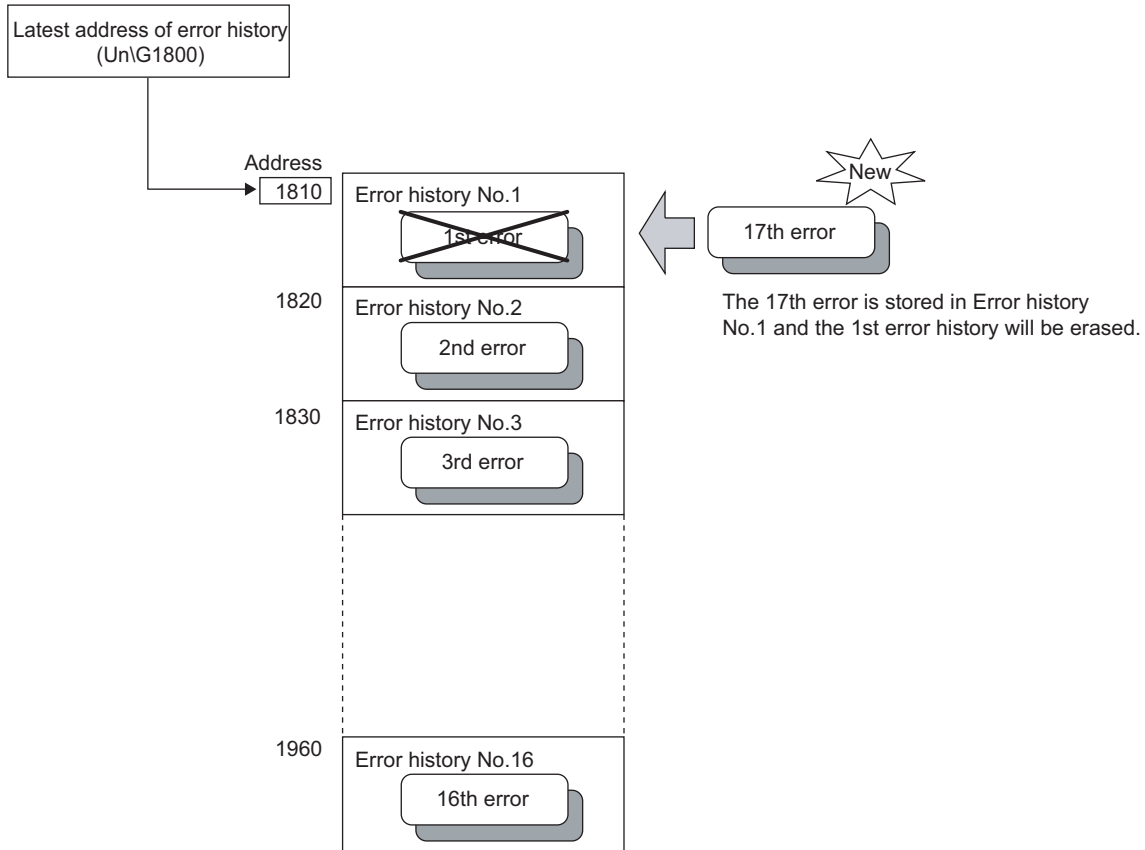 Latest address of error history
(Un\G1800)
Address
1810
Error history No.1
1st error
New
17th error
The 17th error is stored in Error history
No.1 and the 1st error history will be erased.
1820
Error history No.2
2nd error
1830
Error history No.3
3rd error
1960
Error history No.16
16th error